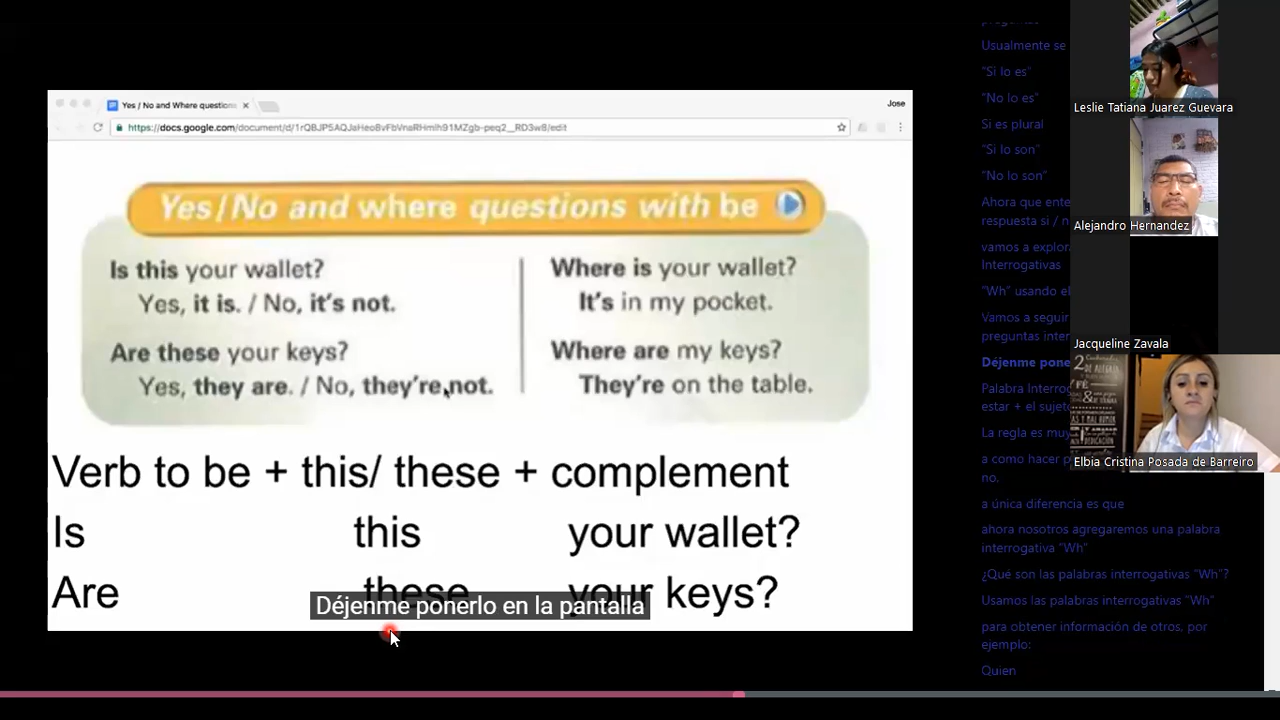 Yes / No and Where questions
Jose
https://docs.google.com/document/d/1rQBJP5AQJaHeo8vFbVnaRHmih91MZgb-peq2__RD3w8/edit
Yes/No and where questions with be
Is this your wallet?
Yes, it is. / No, it's not.
Are these your keys?
Yes, they are. / No, they're not.
Where is your wallet?
It's in my pocket.
Where are my keys?
They're on the table.
Verb to be + this/ these + complement
Is this your wallet?
Are these your keys?
Déjenme ponerlo en la pantalla
Usualmente se
"Sì lo es"
"No lo es"
Si es plural
"Si lo son"
"No lo son"
Ahora que ente
respuesta sì / n
vamos a explora
Interrogativas
"Wh" usando el
Vamos a seguir
preguntas inter
Déjenme pone
Palabra Interrog
estar + el sujeto
La regla es muy
a como hacer p
no.
a única diferencia es que
ahora nosotros agregaremos una palabra
interrogativa "Wh"
¿Qué son las palabras interrogativas "Wh"?
Usamos las palabras interrogativas "Wh"
para obtener información de otros, por
ejemplo:
Quien
Leslie Tatiana Juarez Guevara
Alejandro Hernandez
Jacqueline Zavala
Elbia Cristina Posada de Barreiro